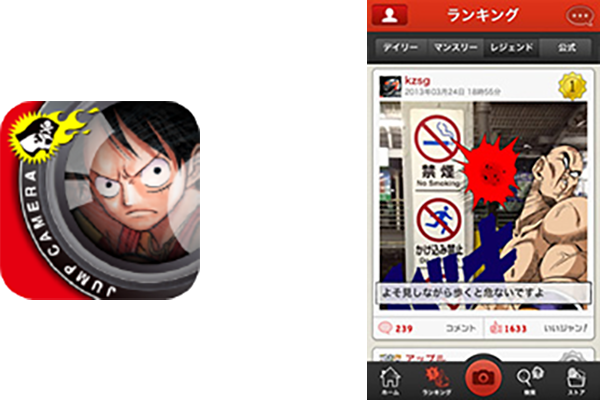 JUMP CAMERA
ランキング
デイリー
マンスリー
レジェンド
公式
kzsg
2013年03月24日 18時55分
1
禁煙
No Smoking
かけ込み禁止
よそ見しながら歩くと危ないですよ
239
コメント
1633
いいジャン!
アップル
ホーム
ランキング
検索
ストア